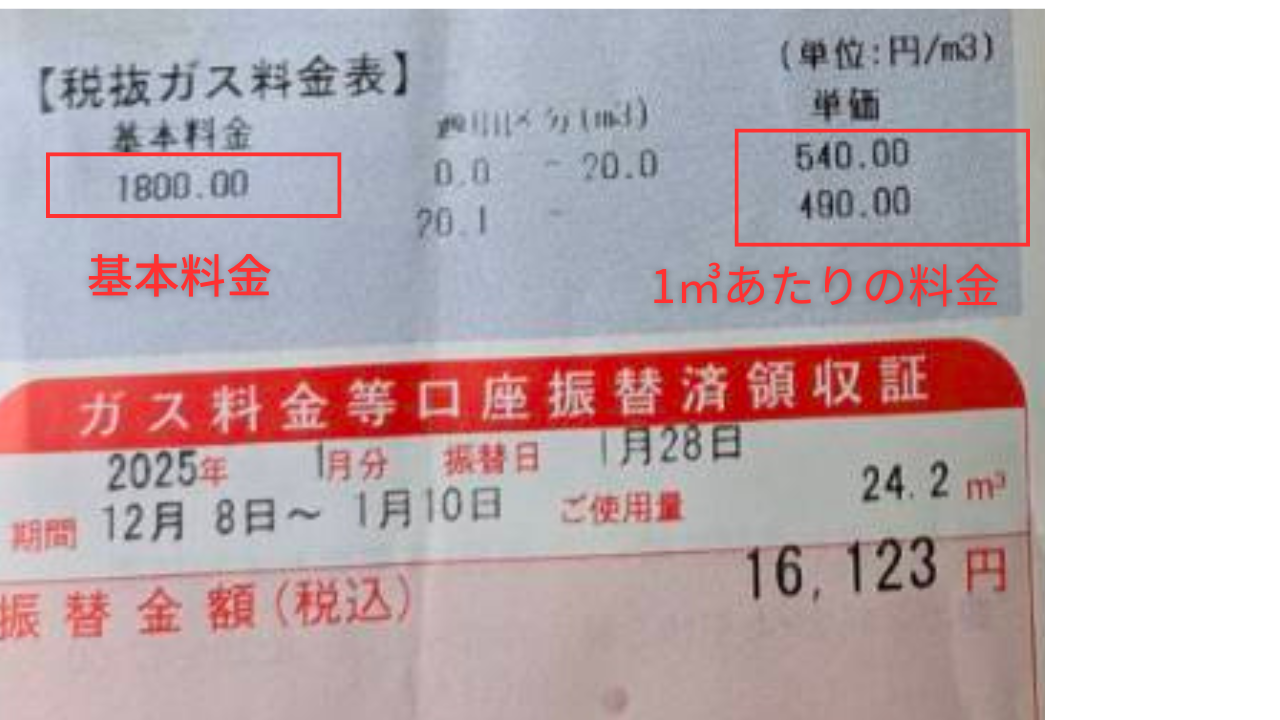 【税抜ガス料金表】 (単位:円/m3)
基本料金 適用区分(m3) 単価
1800.00 0.0 - 20.0 540.00
20.1 - 490.00
基本料金 1㎥あたりの料金
ガス料金等口座振替済領収証
2025年 1月分 振替日 1月28日
期間 12月 8日～ 1月10日 ご使用量 24.2 m³
振替金額(税込) 16,123 円